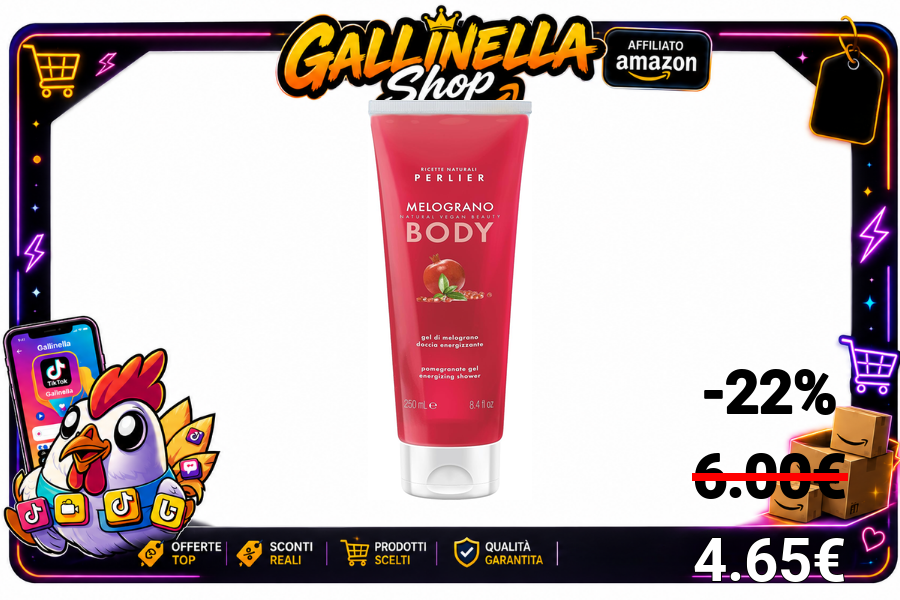 GALLINELLA
Shop
AFFILIATO
amazon
RICETTE NATURALI
PERLIER
MELOGRANO
NATURAL VEGAN BEAUTY
BODY
gel di melograno
doccia energizzante
pomegranate gel
energizing shower
250 mL e 8.4 fl oz
Gallinella
TikTok
Gallinella
-22%
6.00€
4.65€
OFFERTE
TOP
SCONTI
REALI
PRODOTTI
SCELTI
QUALITÀ
GARANTITA